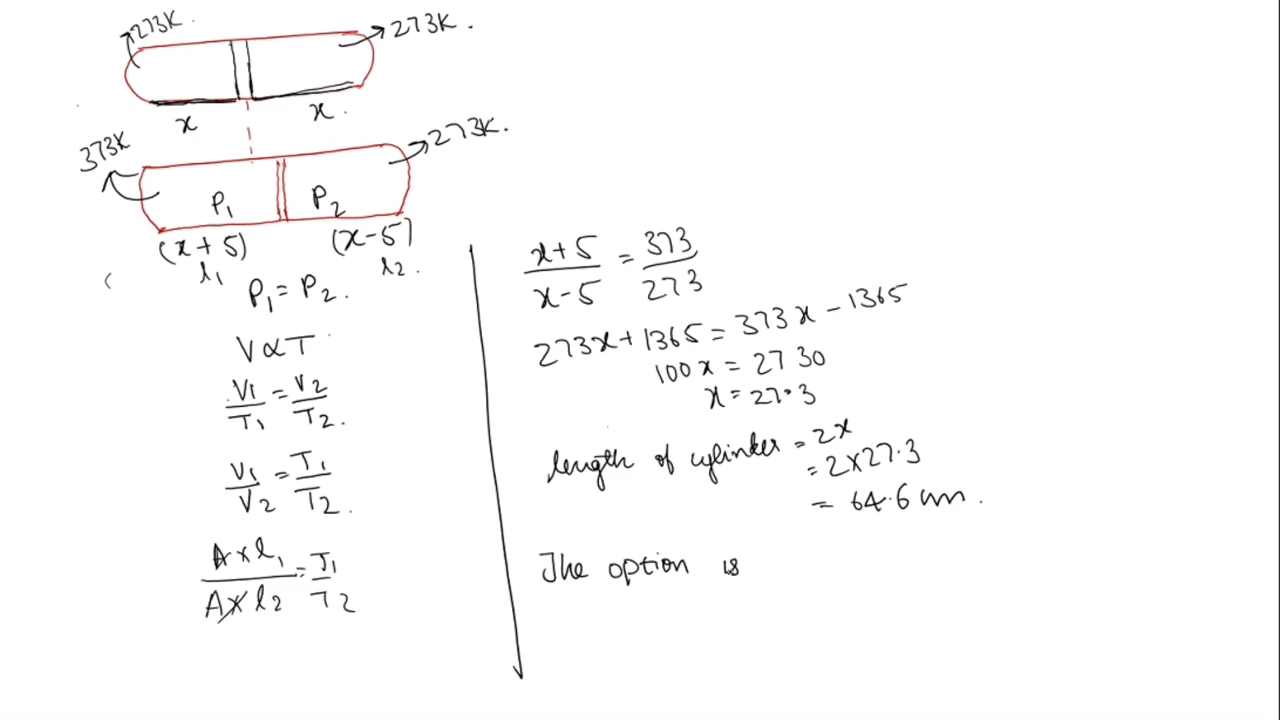 273K.
273K.
x
x.
373K
273K.
P₁
P₂
(x+5)
(x-5)
l₁
l₂.
P₁ = P₂.
V∝T
V₁/T₁ = V₂/T₂.
V₁/V₂ = T₁/T₂.
A×l₁/A×l₂ = T₁/T₂
x+5/x-5 = 373/273
273x+1365 = 373x-1365
100x = 2730
x = 27.3
length of cylinder = 2x
= 2×27.3
= 64.6 cm.
The option is